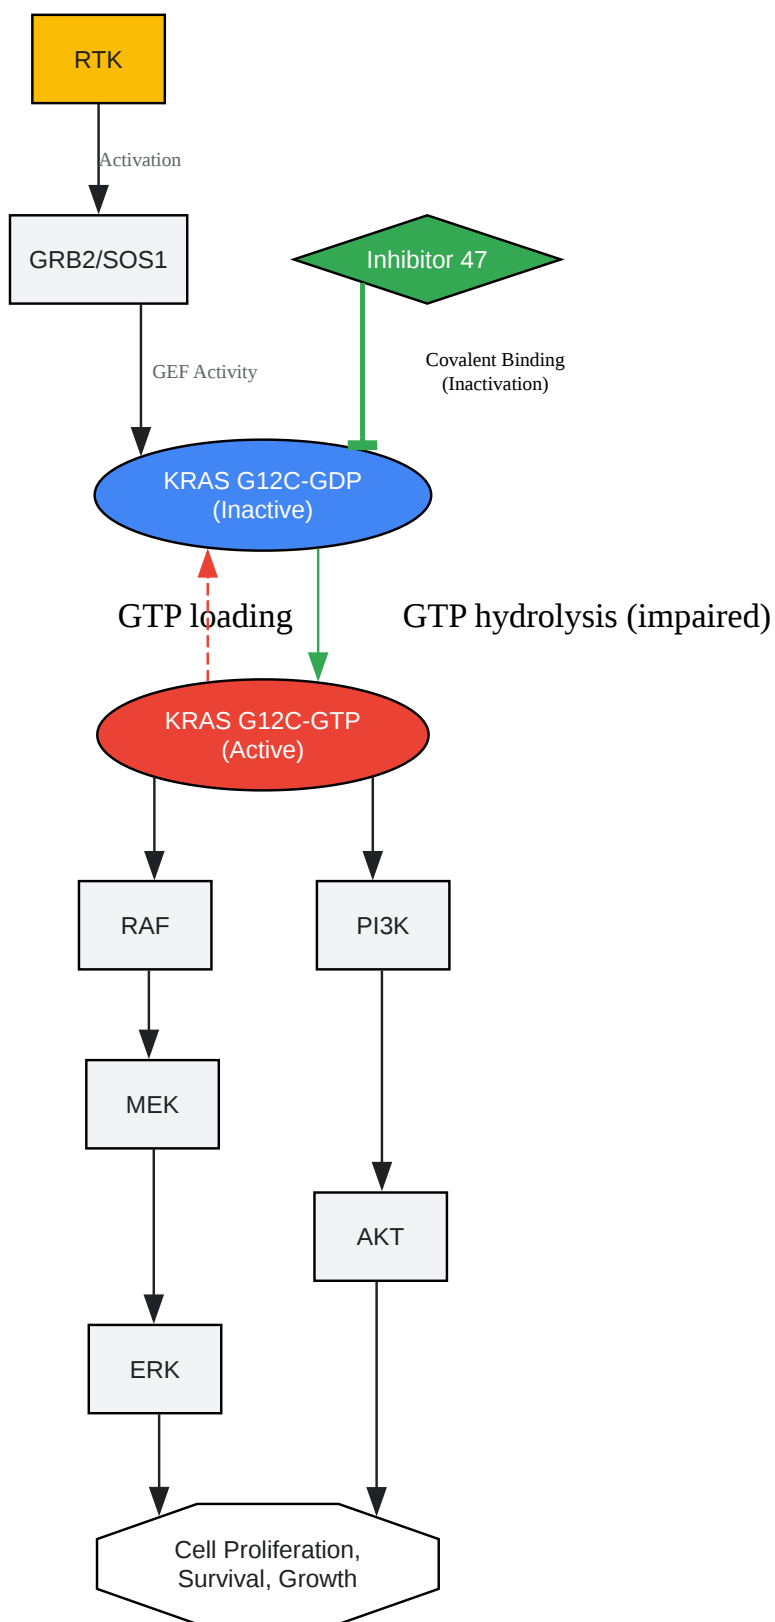 RTK
Activation
GRB2/SOS1
Inhibitor 47
GEF Activity
Covalent Binding
(Inactivation)
KRAS G12C-GDP
(Inactive)
GTP loading
GTP hydrolysis (impaired)
KRAS G12C-GTP
(Active)
RAF
PI3K
MEK
AKT
ERK
Cell Proliferation,
Survival, Growth